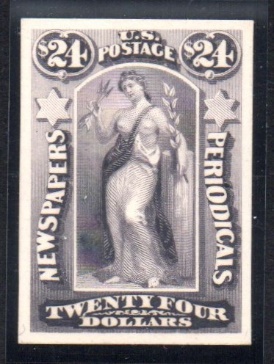 $24
U.S.
POSTAGE
$24
NEWSPAPERS
PERIODICALS
TWENTY FOUR
DOLLARS